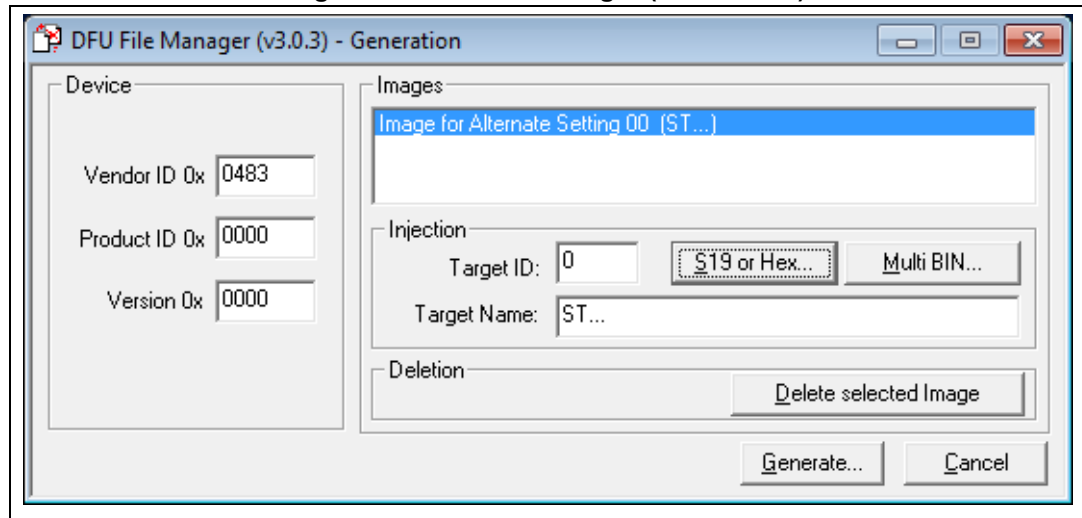 DFU File Manager (v3.0.3) - Generation
Device
Vendor ID 0x 0483
Product ID 0x 0000
Version 0x 0000
Images
Image for Alternate Setting 00 (ST...)
Injection
Target ID: 0 S19 or Hex... Multi BIN...
Target Name: ST...
Deletion
Delete selected Image
Generate... Cancel